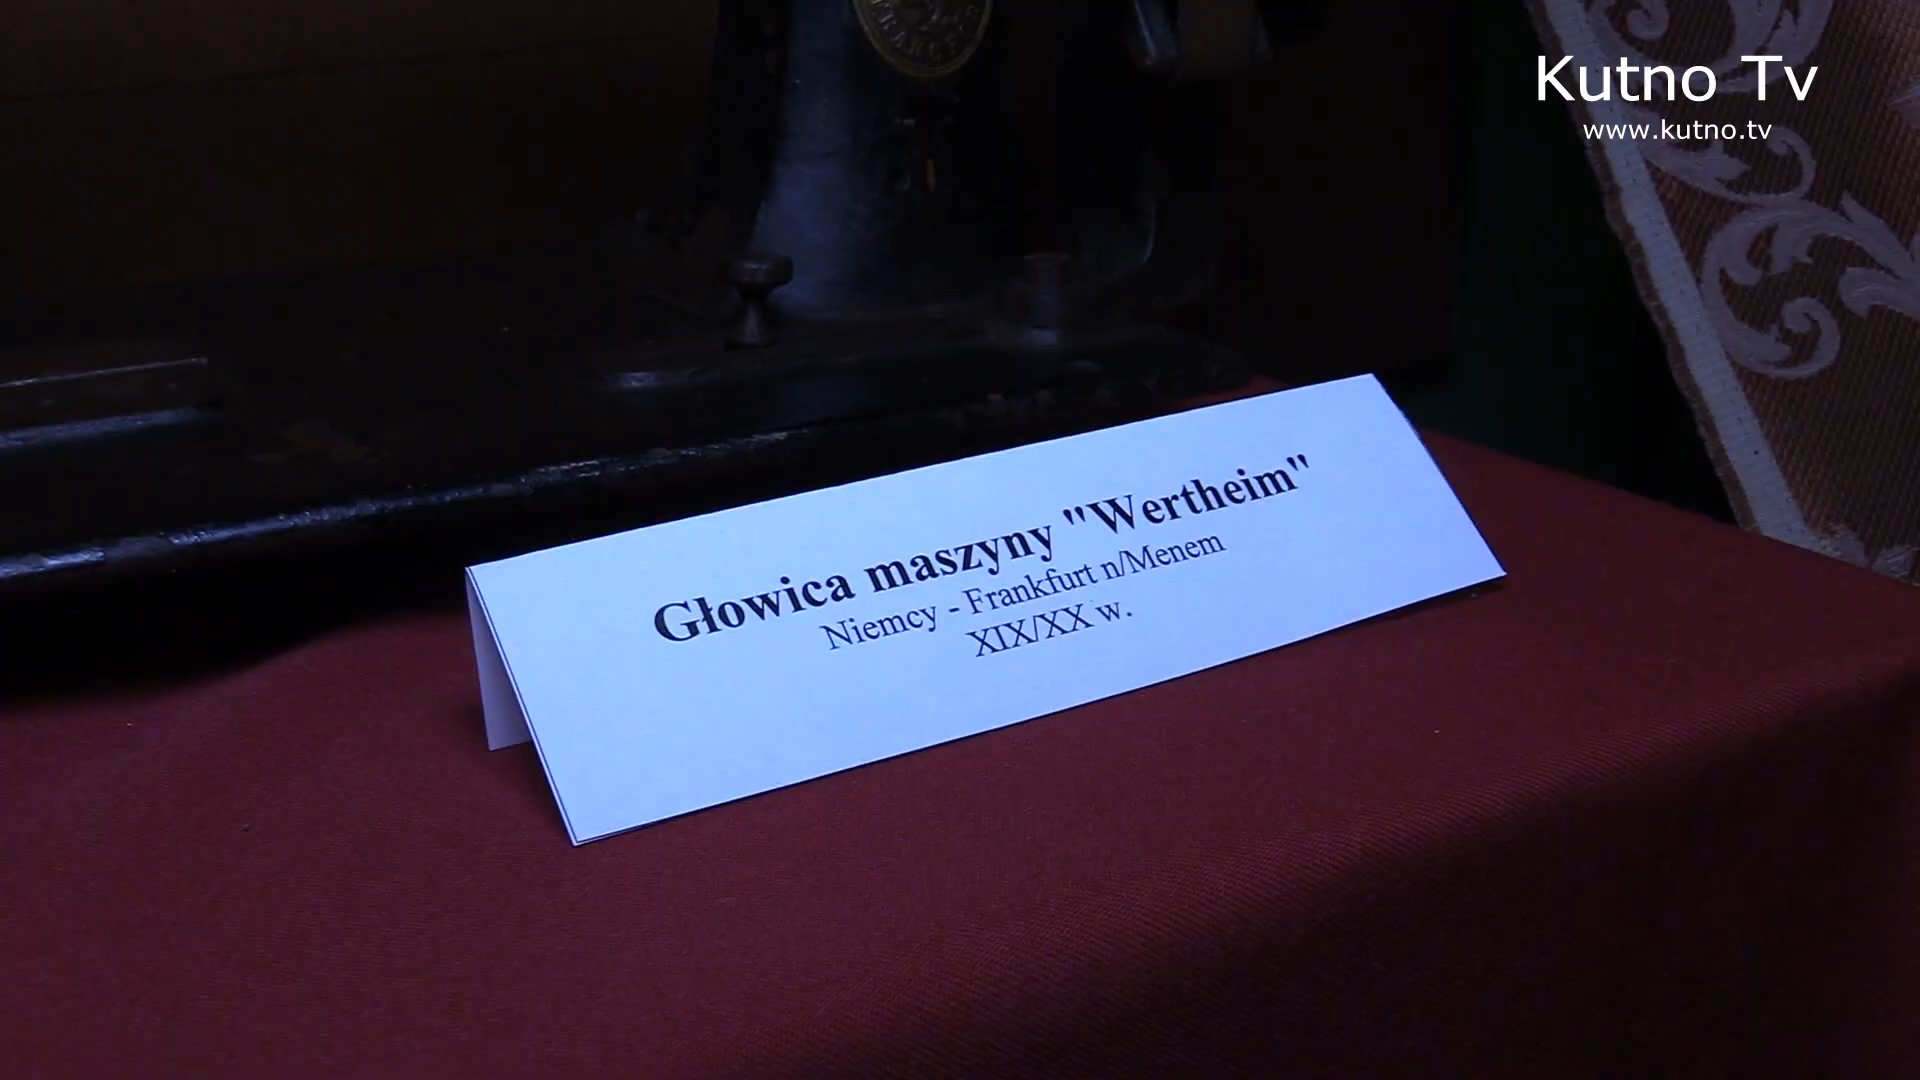 Kutno Tv
www.kutno.tv
Głowica maszyny "Wertheim"
Niemcy - Frankfurt n/Menem
XIX/XX w.